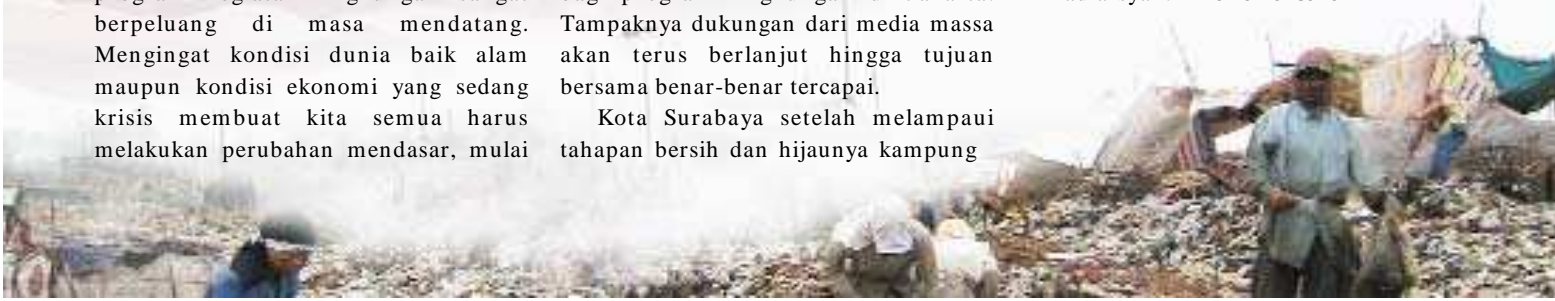 berpeluang di masa mendatang.
Mengingat kondisi dunia baik alam
maupun kondisi ekonomi yang sedang
krisis membuat kita semua harus
melakukan perubahan mendasar, mulai
Tampaknya dukungan dari media massa
akan terus berlanjut hingga tujuan
bersama benar-benar tercapai.
Kota Surabaya setelah melampaui
tahapan bersih dan hijaunya kampung